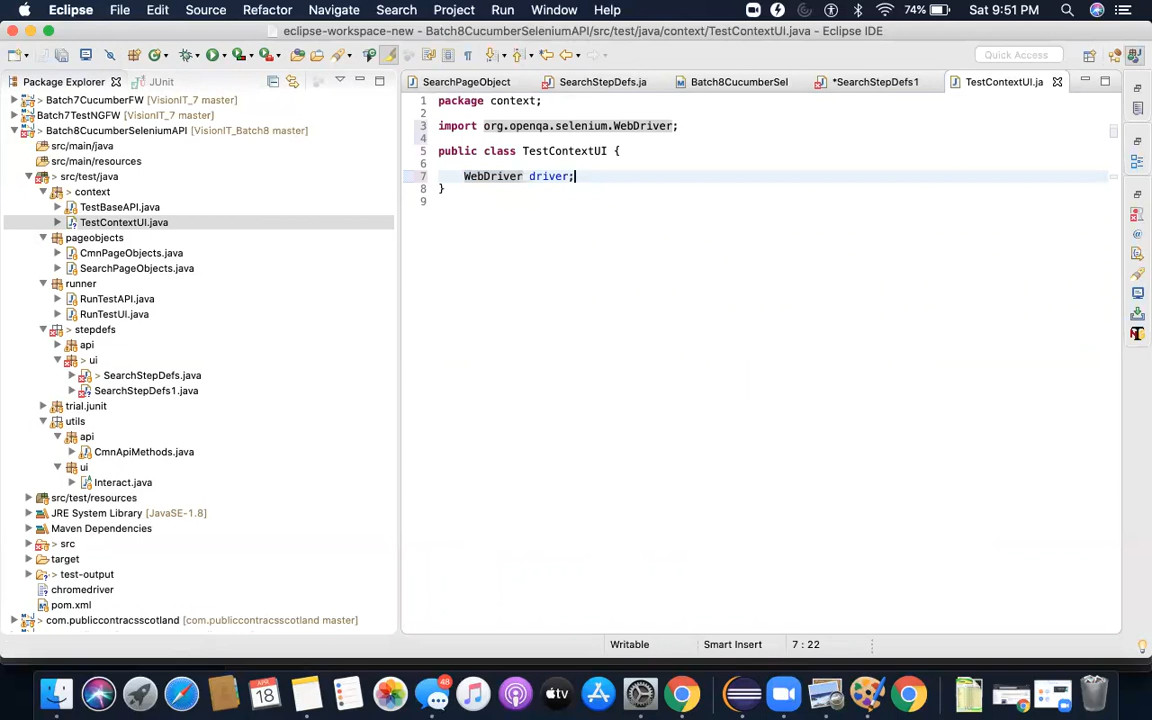 Eclipse File Edit Source Refactor Navigate Search Project Run Window Help 74% Sat 9:51 PM
eclipse-workspace-new - Batch8CucumberSeleniumAPI/src/test/java/context/TestContextUI.java - Eclipse IDE
Quick Access
Package Explorer JUnit
SearchPageObject SearchStepDefs.ja Batch8CucumberSel *SearchStepDefs1 TestContextUI.ja
Batch7CucumberFW [VisionIT_7 master]
Batch7TestNGFW [VisionIT_7 master]
Batch8CucumberSeleniumAPI [VisionIT_Batch8 master]
src/main/java
src/main/resources
> src/test/java
> context
TestBaseAPI.java
TestContextUI.java
pageobjects
CmnPageObjects.java
SearchPageObjects.java
runner
RunTestAPI.java
RunTestUI.java
> stepdefs
> api
> ui
> SearchStepDefs.java
SearchStepDefs1.java
trial.junit
utils
api
CmnApiMethods.java
ui
Interact.java
src/test/resources
JRE System Library [JavaSE-1.8]
Maven Dependencies
> src
target
> test-output
chromedriver
pom.xml
com.publiccontracsscotland [com.publiccontracsscotland master]
1 package context;
2
3 import org.openqa.selenium.WebDriver;
4
5 public class TestContextUI {
6
7 WebDriver driver;
8 }
9
Writable Smart Insert 7 : 22
APR
18
48